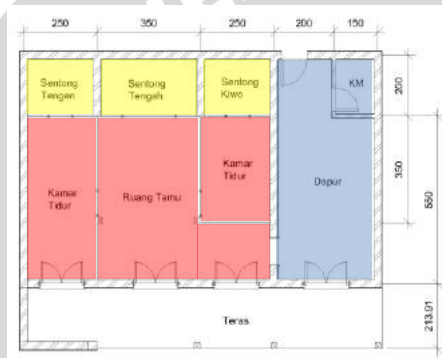 250 350 250 200 150
Sentong
Tengen
Sentong
Tengah
Sentong
Kiwo
KM
200
Kamar
Tidur
Ruang Tamu
Kamar
Tidur
Dapur
350
550
Teras
213.91